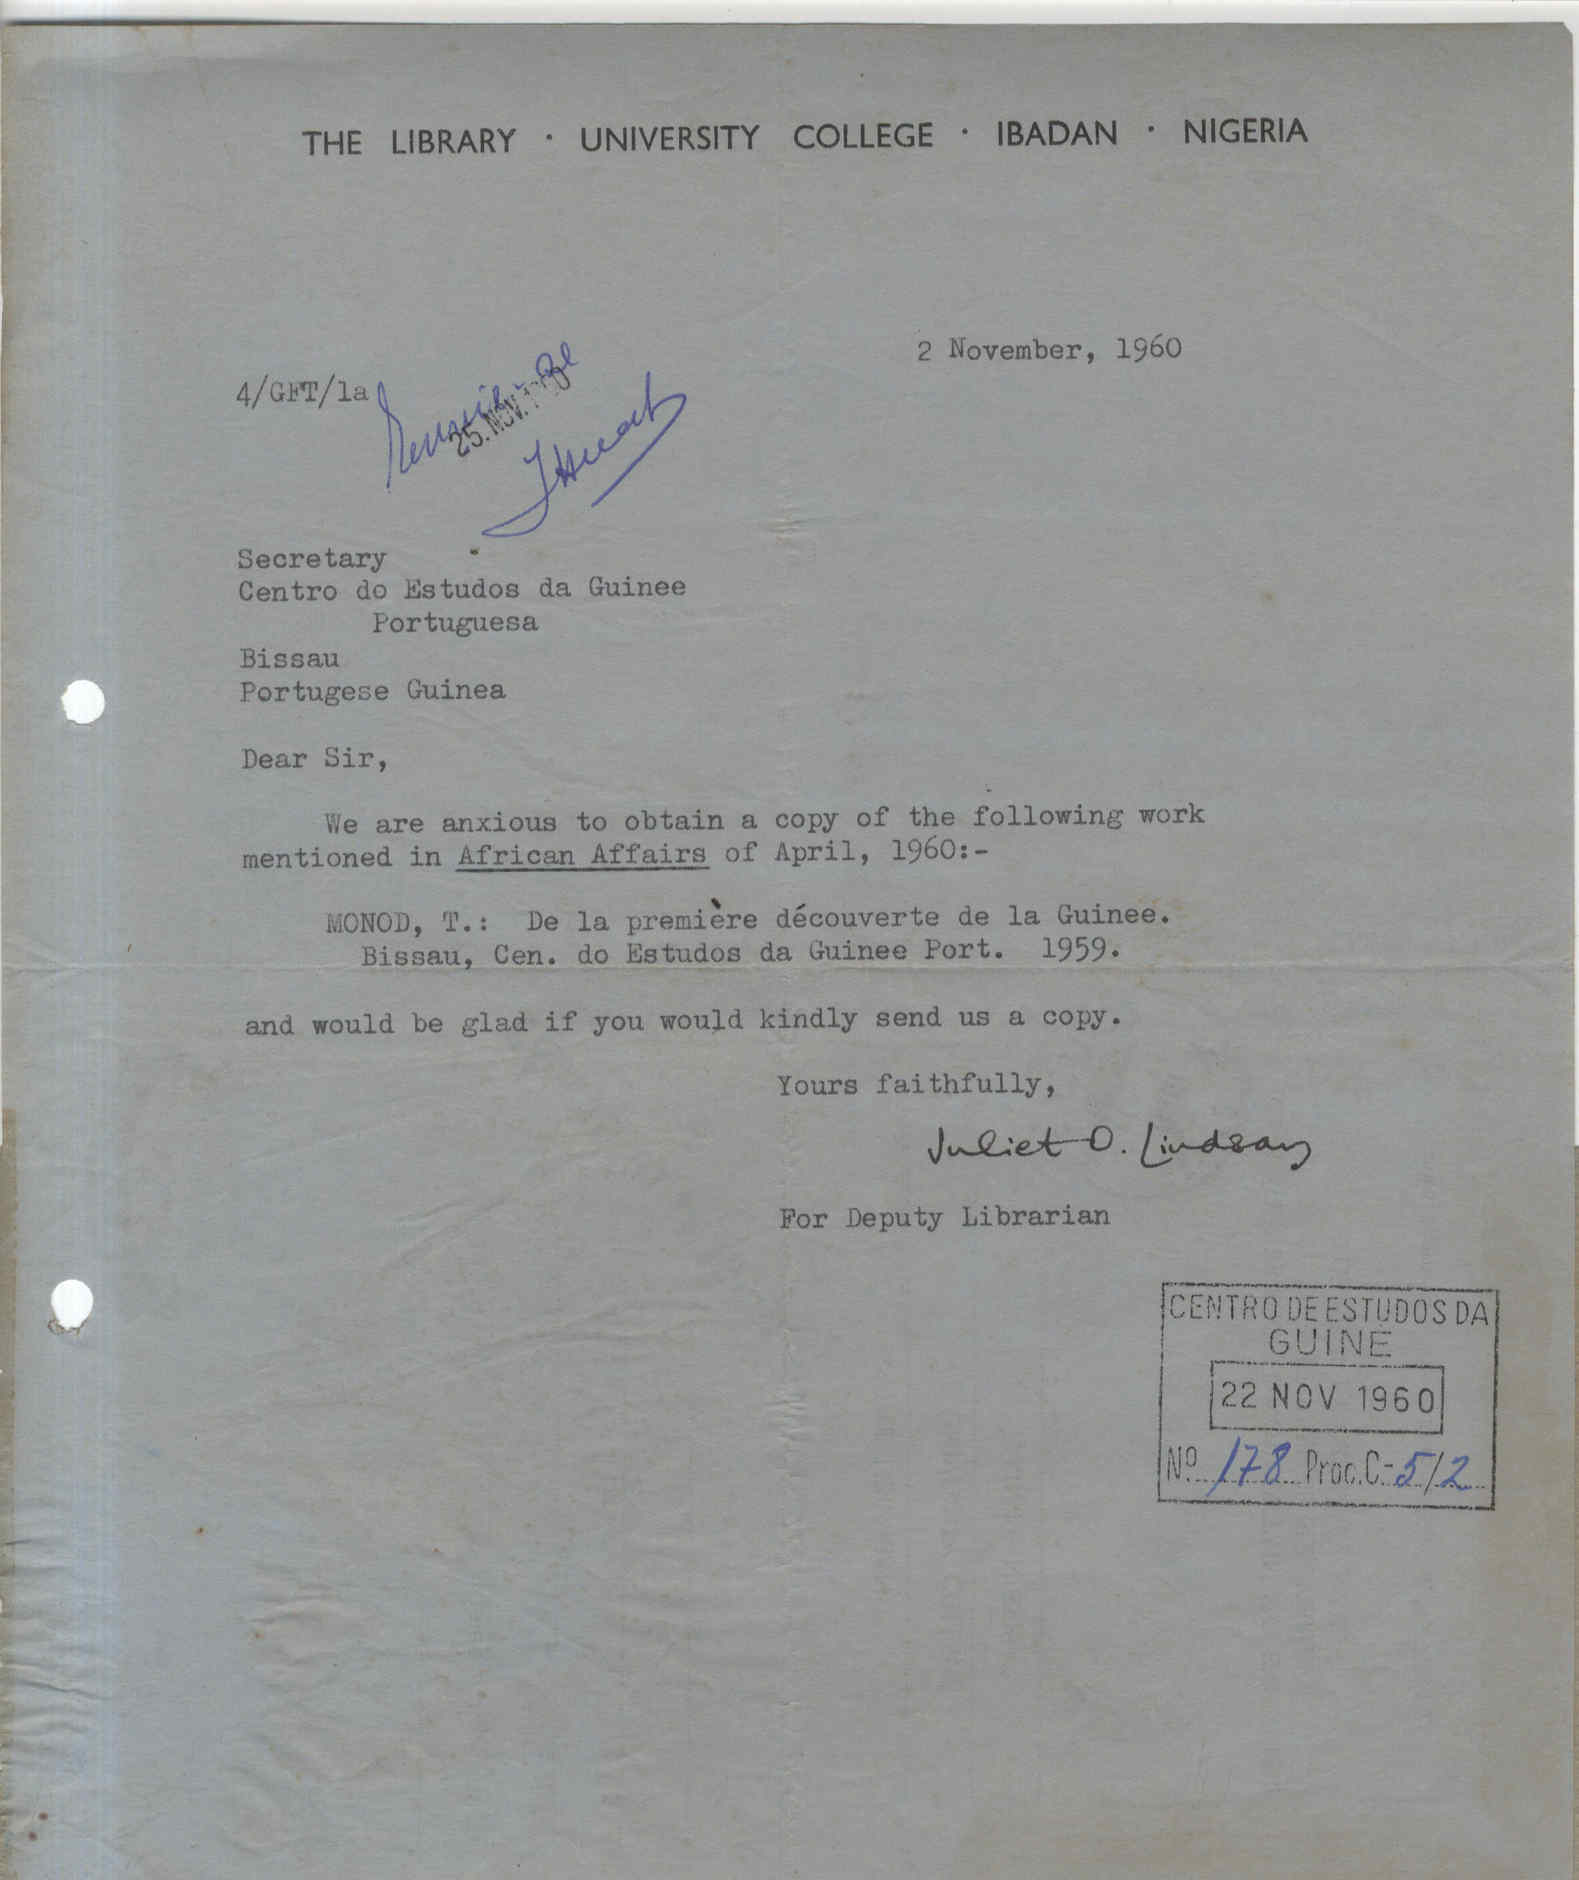 THE LIBRARY · UNIVERSITY COLLEGE · IBADAN · NIGERIA
2 November, 1960
4/GFT/1a
25.NOV.1960
Secretary
Centro do Estudos da Guinee
Portuguesa
Bissau
Portugese Guinea
Dear Sir,
We are anxious to obtain a copy of the following work
mentioned in African Affairs of April, 1960:-
MONOD, T.: De la première découverte de la Guinee.
Bissau, Cen. do Estudos da Guinee Port. 1959.
and would be glad if you would kindly send us a copy.
Yours faithfully,
Juliet O. Lindsay
For Deputy Librarian
CENTRO DE ESTUDOS DA
GUINÉ
22 NOV 1960
Nº 178 Proc. C-5/2